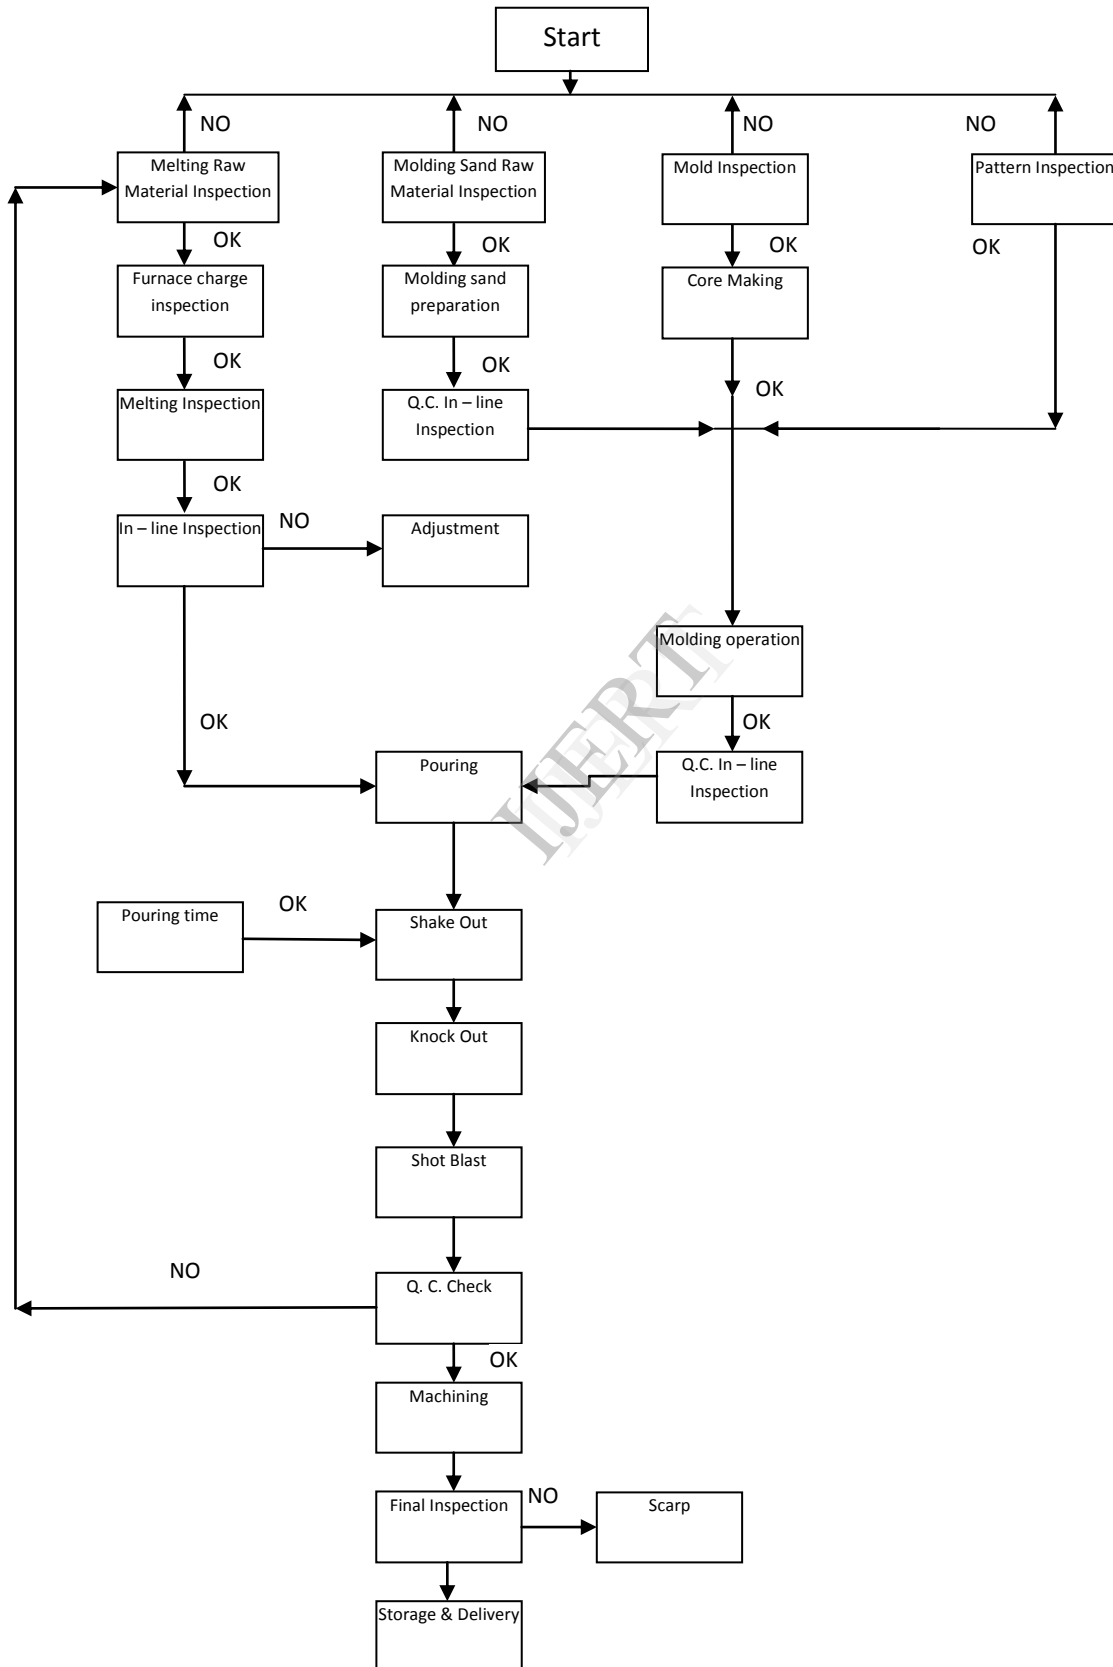 Start
NO
NO
NO
NO
Melting Raw
Material Inspection
Molding Sand Raw
Material Inspection
Mold Inspection
Pattern Inspection
OK
OK
OK
OK
Furnace charge
inspection
Molding sand
preparation
Core Making
OK
OK
OK
Melting Inspection
Q.C. In – line
Inspection
OK
In – line Inspection
NO
Adjustment
Molding operation
IJERT
OK
OK
Pouring
Q.C. In – line
Inspection
Pouring time
OK
Shake Out
Knock Out
Shot Blast
NO
Q. C. Check
OK
Machining
Final Inspection
NO
Scarp
Storage & Delivery